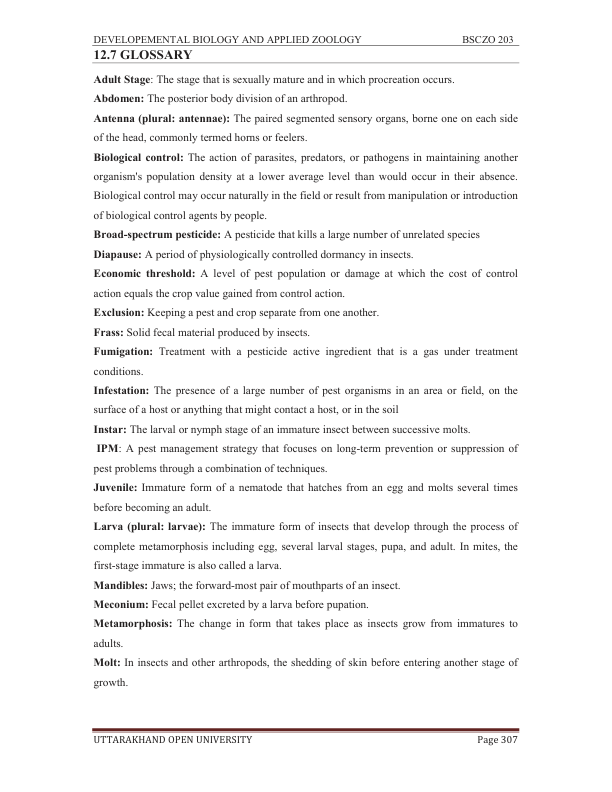 DEVELOPEMENTAL BIOLOGY AND APPLIED ZOOLOGY BSCZO 203
12.7 GLOSSARY
Adult Stage: The stage that is sexually mature and in which procreation occurs.
Abdomen: The posterior body division of an arthropod.
Antenna (plural: antennae): The paired segmented sensory organs, borne one on each side
of the head, commonly termed horns or feelers.
Biological control: The action of parasites, predators, or pathogens in maintaining another
organism's population density at a lower average level than would occur in their absence.
Biological control may occur naturally in the field or result from manipulation or introduction
of biological control agents by people.
Broad-spectrum pesticide: A pesticide that kills a large number of unrelated species
Diapause: A period of physiologically controlled dormancy in insects.
Economic threshold: A level of pest population or damage at which the cost of control
action equals the crop value gained from control action.
Exclusion: Keeping a pest and crop separate from one another.
Frass: Solid fecal material produced by insects.
Fumigation: Treatment with a pesticide active ingredient that is a gas under treatment
conditions.
Infestation: The presence of a large number of pest organisms in an area or field, on the
surface of a host or anything that might contact a host, or in the soil
Instar: The larval or nymph stage of an immature insect between successive molts.
IPM: A pest management strategy that focuses on long-term prevention or suppression of
pest problems through a combination of techniques.
Juvenile: Immature form of a nematode that hatches from an egg and molts several times
before becoming an adult.
Larva (plural: larvae): The immature form of insects that develop through the process of
complete metamorphosis including egg, several larval stages, pupa, and adult. In mites, the
first-stage immature is also called a larva.
Mandibles: Jaws; the forward-most pair of mouthparts of an insect.
Meconium: Fecal pellet excreted by a larva before pupation.
Metamorphosis: The change in form that takes place as insects grow from immatures to
adults.
Molt: In insects and other arthropods, the shedding of skin before entering another stage of
growth.
UTTARAKHAND OPEN UNIVERSITY Page 307